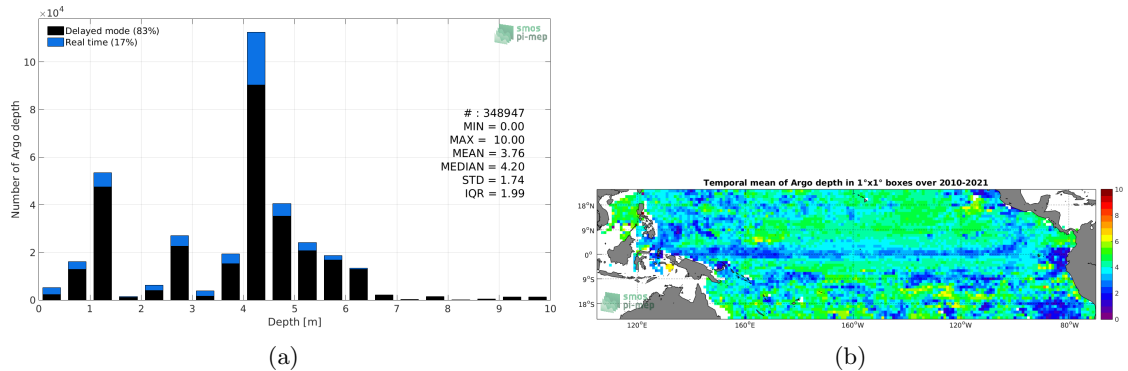 ×10⁴
10
8
6
4
2
0
Number of Argo depth
Delayed mode (83%)
Real time (17%)
smos
pi-mep
# : 348947
MIN = 0.00
MAX = 10.00
MEAN = 3.76
MEDIAN = 4.20
STD = 1.74
IQR = 1.99
0 1 2 3 4 5 6 7 8 9 10
Depth [m]
(a)
Temporal mean of Argo depth in 1°x1° boxes over 2010-2021
18°N
9°N
0°
9°S
18°S
smos
pi-mep
120°E 160°E 160°W 120°W 80°W
10
8
6
4
2
0
(b)